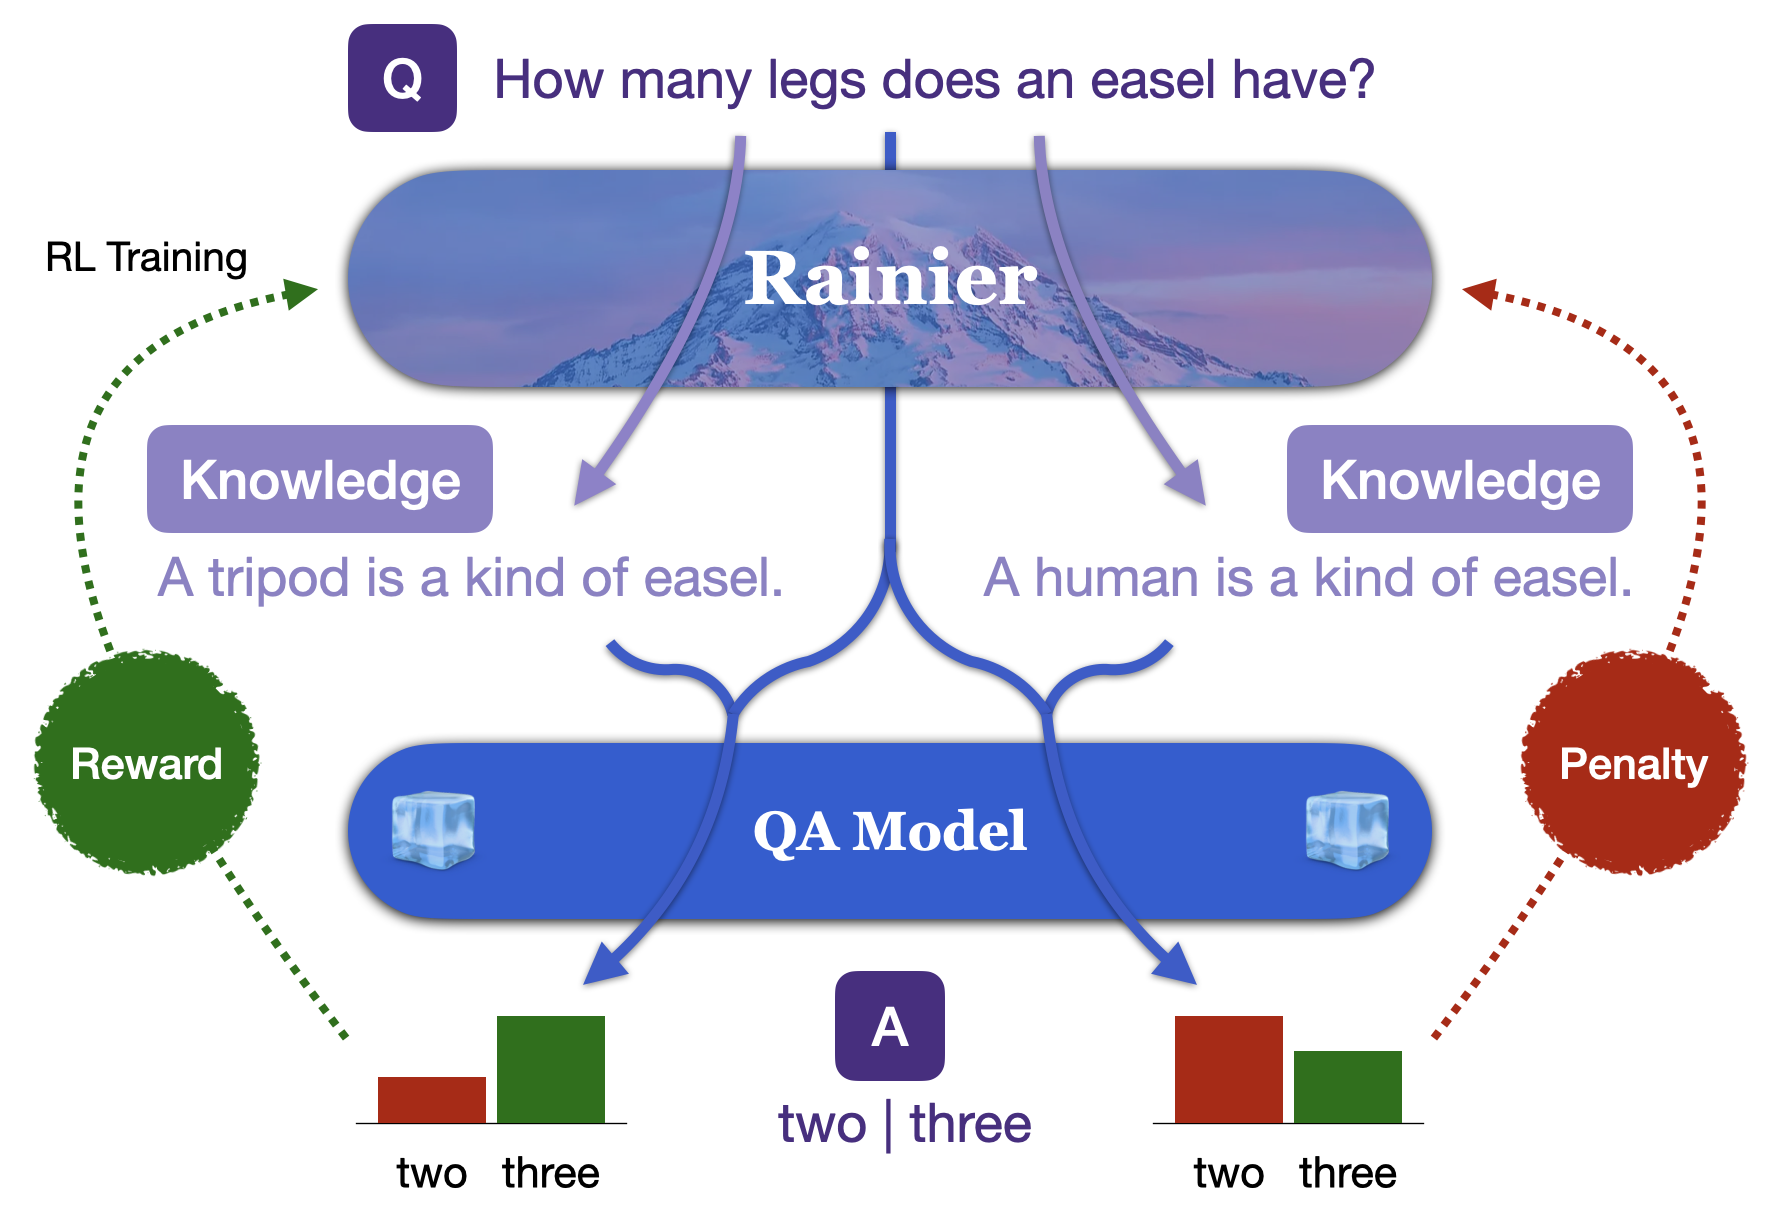 Q How many legs does an easel have?
RL Training
Rainier
Knowledge
A tripod is a kind of easel.
Knowledge
A human is a kind of easel.
Reward
Penalty
QA Model
A
two | three
two three
two three